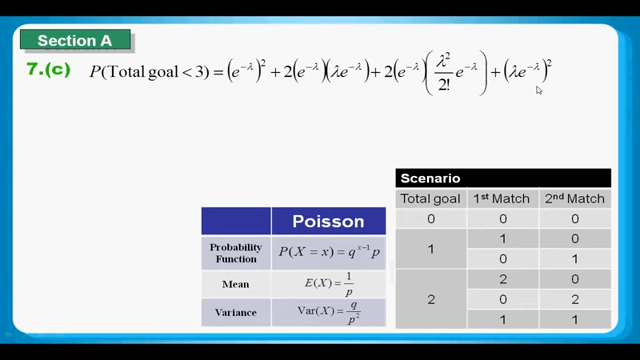 Section A
7.(c) P(Total goal < 3) = (e^{-λ})^2 + 2(e^{-λ})(λe^{-λ}) + 2(e^{-λ})(λ^2/2! e^{-λ}) + (λe^{-λ})^2
Scenario
Total goal 1st Match 2nd Match
0 0 0
1 1 0
0 1
2 2 0
0 2
1 1
Poisson
Probability Function P(X = x) = q^{x-1}p
Mean E(X) = 1/p
Variance Var(X) = q/p^2